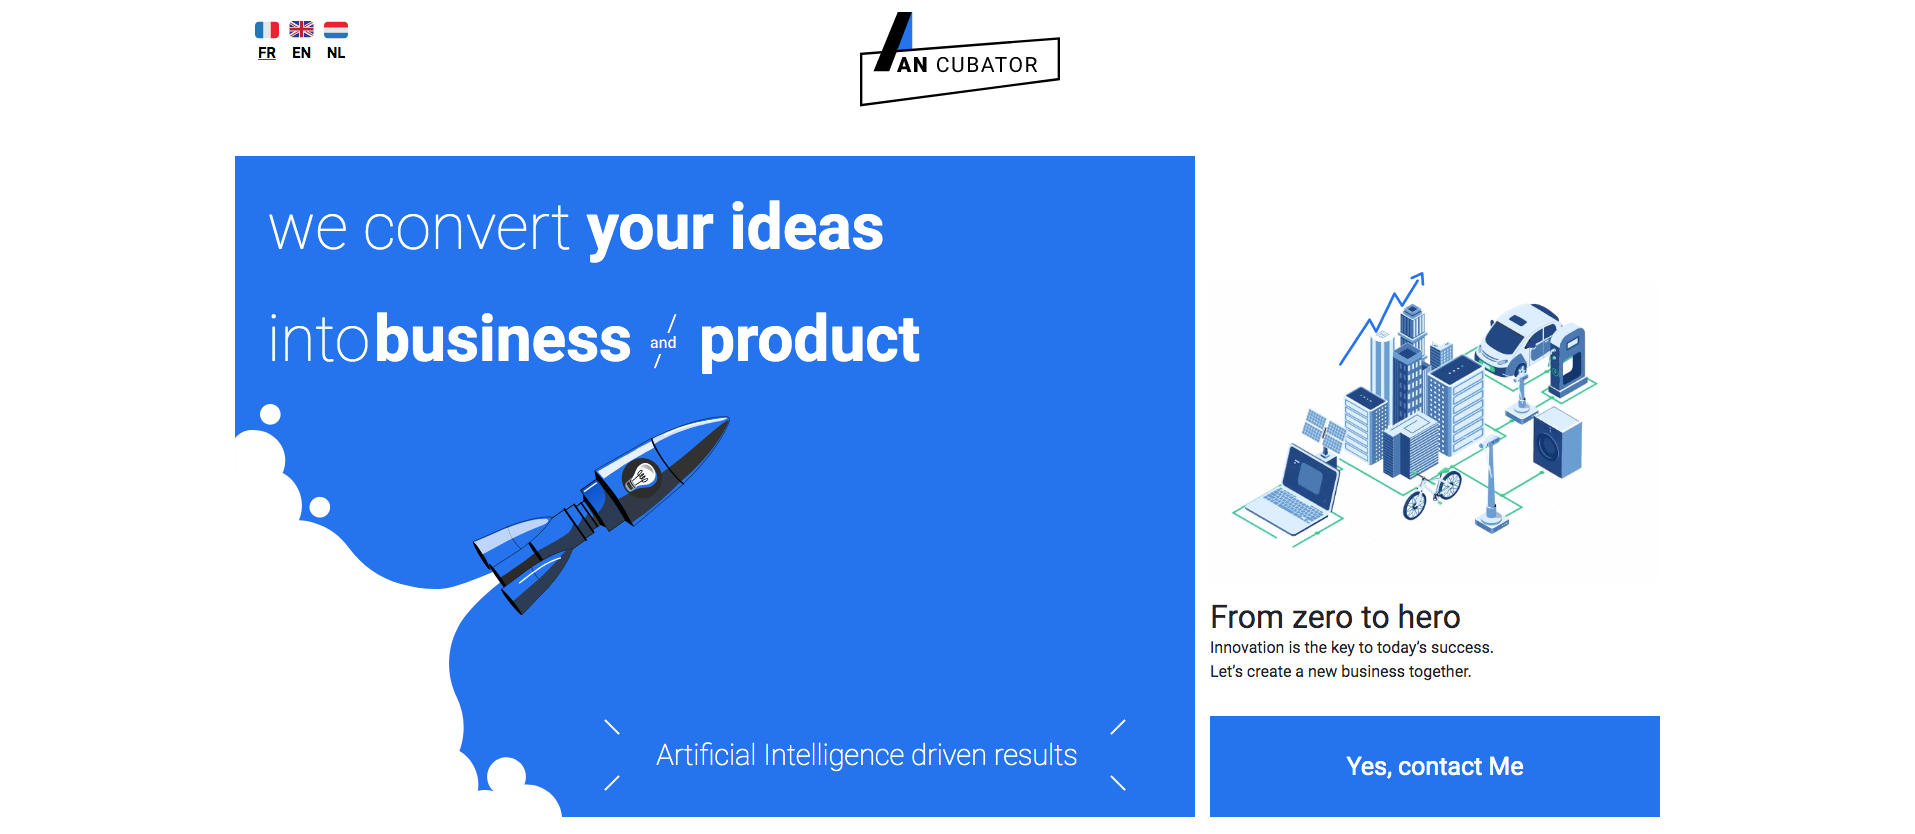 FR EN NL
AN CUBATOR
we convert your ideas
into business and product
Artificial Intelligence driven results
From zero to hero
Innovation is the key to today's success.
Let's create a new business together.
Yes, contact Me